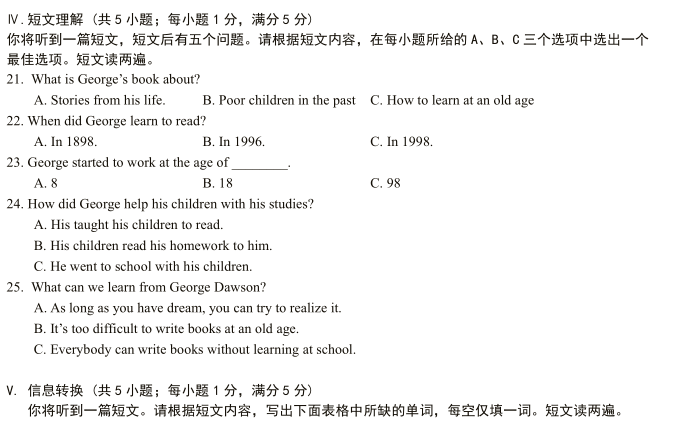 Ⅳ. 短文理解 (共 5 小题; 每小题 1 分, 满分 5 分)
你将听到一篇短文, 短文后有五个问题。请根据短文内容, 在每小题所给的 A、B、C 三个选项中选出一个
最佳选项。短文读两遍。
21. What is George's book about?
A. Stories from his life. B. Poor children in the past C. How to learn at an old age
22. When did George learn to read?
A. In 1898. B. In 1996. C. In 1998.
23. George started to work at the age of ________.
A. 8 B. 18 C. 98
24. How did George help his children with his studies?
A. His taught his children to read.
B. His children read his homework to him.
C. He went to school with his children.
25. What can we learn from George Dawson?
A. As long as you have dream, you can try to realize it.
B. It's too difficult to write books at an old age.
C. Everybody can write books without learning at school.
Ⅴ. 信息转换 (共 5 小题; 每小题 1 分, 满分 5 分)
你将听到一篇短文。请根据短文内容, 写出下面表格中所缺的单词, 每空仅填一词。短文读两遍。